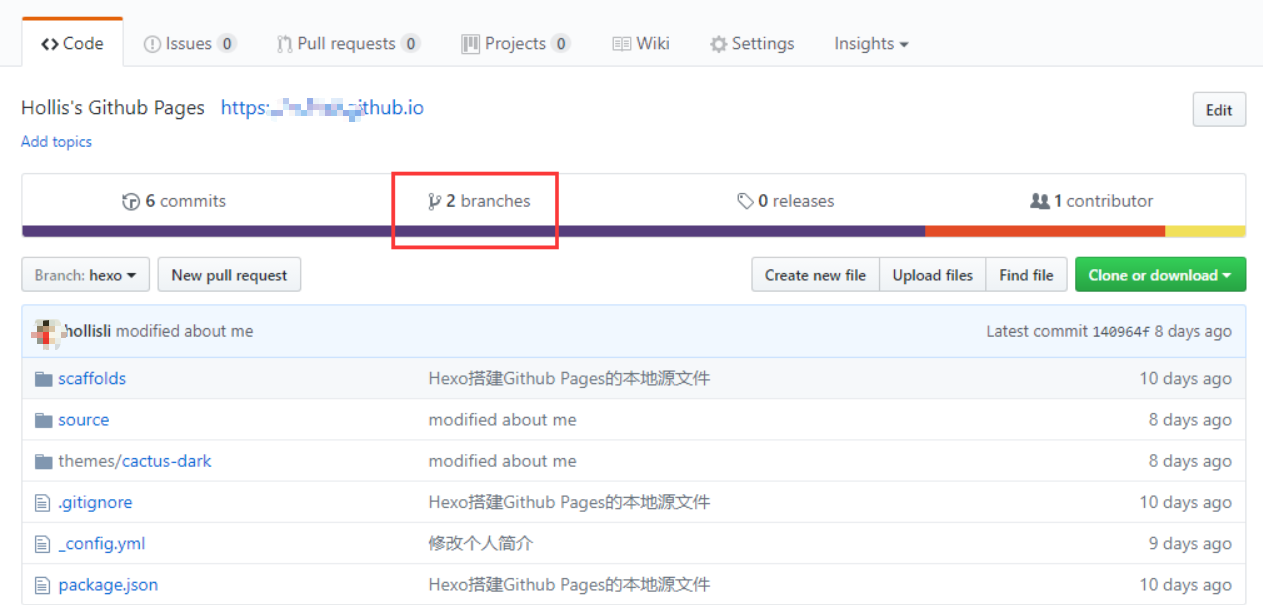 Code Issues 0 Pull requests 0 Projects 0 Wiki Settings Insights
Hollis's Github Pages https: github.io
Edit
Add topics
6 commits 2 branches 0 releases 1 contributor
Branch: hexo New pull request Create new file Upload files Find file Clone or download
hollisli modified about me Latest commit 140964f 8 days ago
scaffolds Hexo搭建Github Pages的本地源文件 10 days ago
source modified about me 8 days ago
themes/cactus-dark modified about me 8 days ago
.gitignore Hexo搭建Github Pages的本地源文件 10 days ago
_config.yml 修改个人简介 9 days ago
package.json Hexo搭建Github Pages的本地源文件 10 days ago